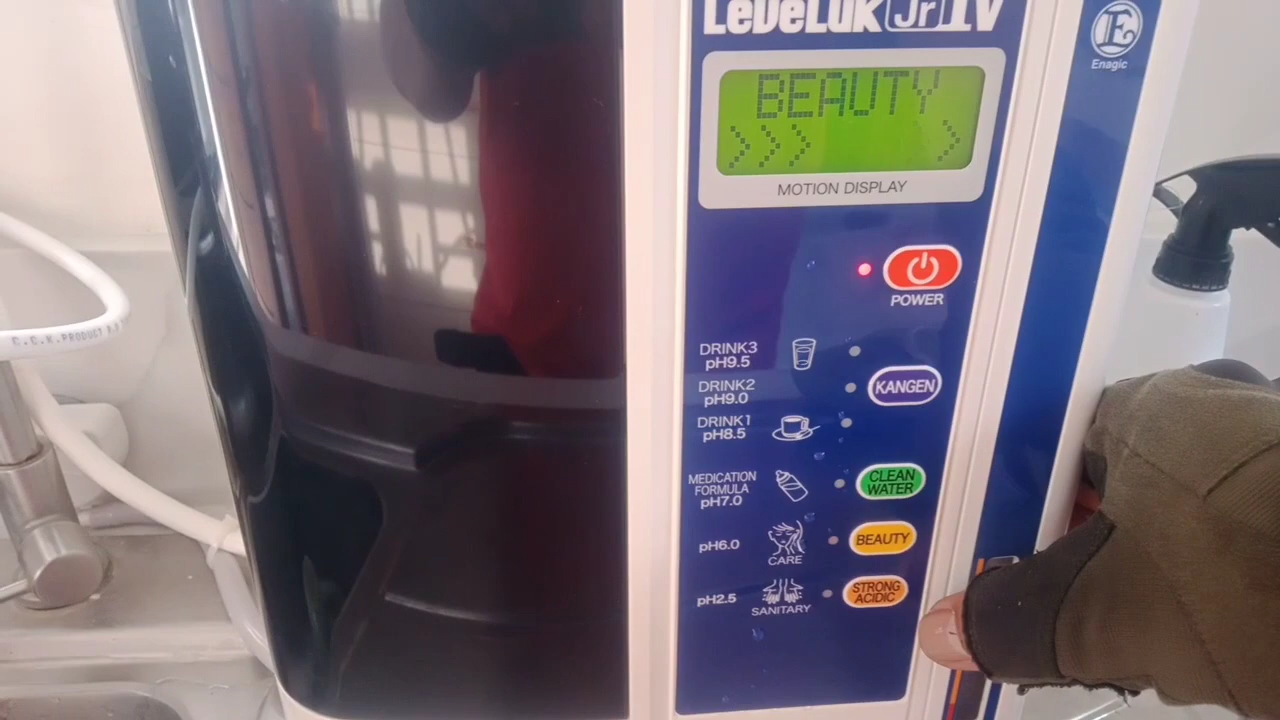 LeveLuk Jr IV
E
Enagic
BEAUTY
>>> >
MOTION DISPLAY
POWER
DRINK3
pH9.5
DRINK2
pH9.0
KANGEN
DRINK1
pH8.5
MEDICATION
FORMULA
pH7.0
CLEAN
WATER
pH6.0
CARE
BEAUTY
pH2.5
SANITARY
STRONG
ACIDIC
C.C.K.PRODUCT